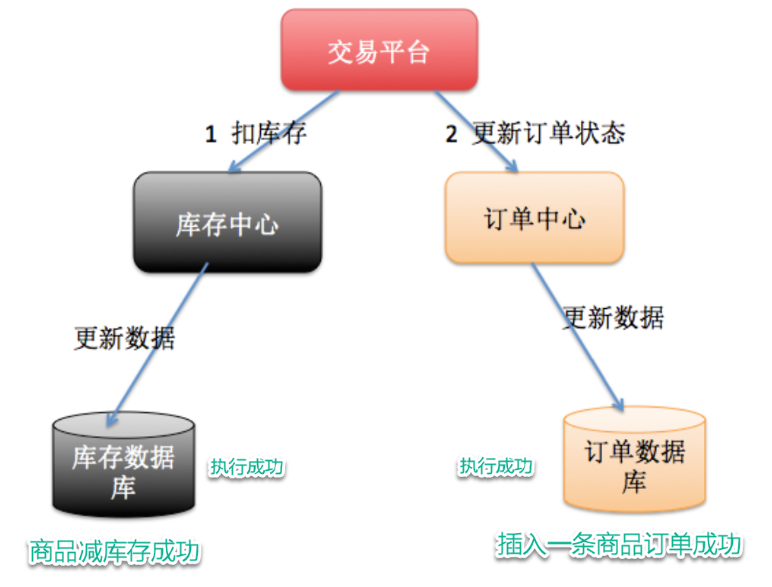 交易平台
1 扣库存
2 更新订单状态
库存中心
订单中心
更新数据
更新数据
库存数据
库
执行成功
执行成功
订单数据
库
商品减库存成功
插入一条商品订单成功